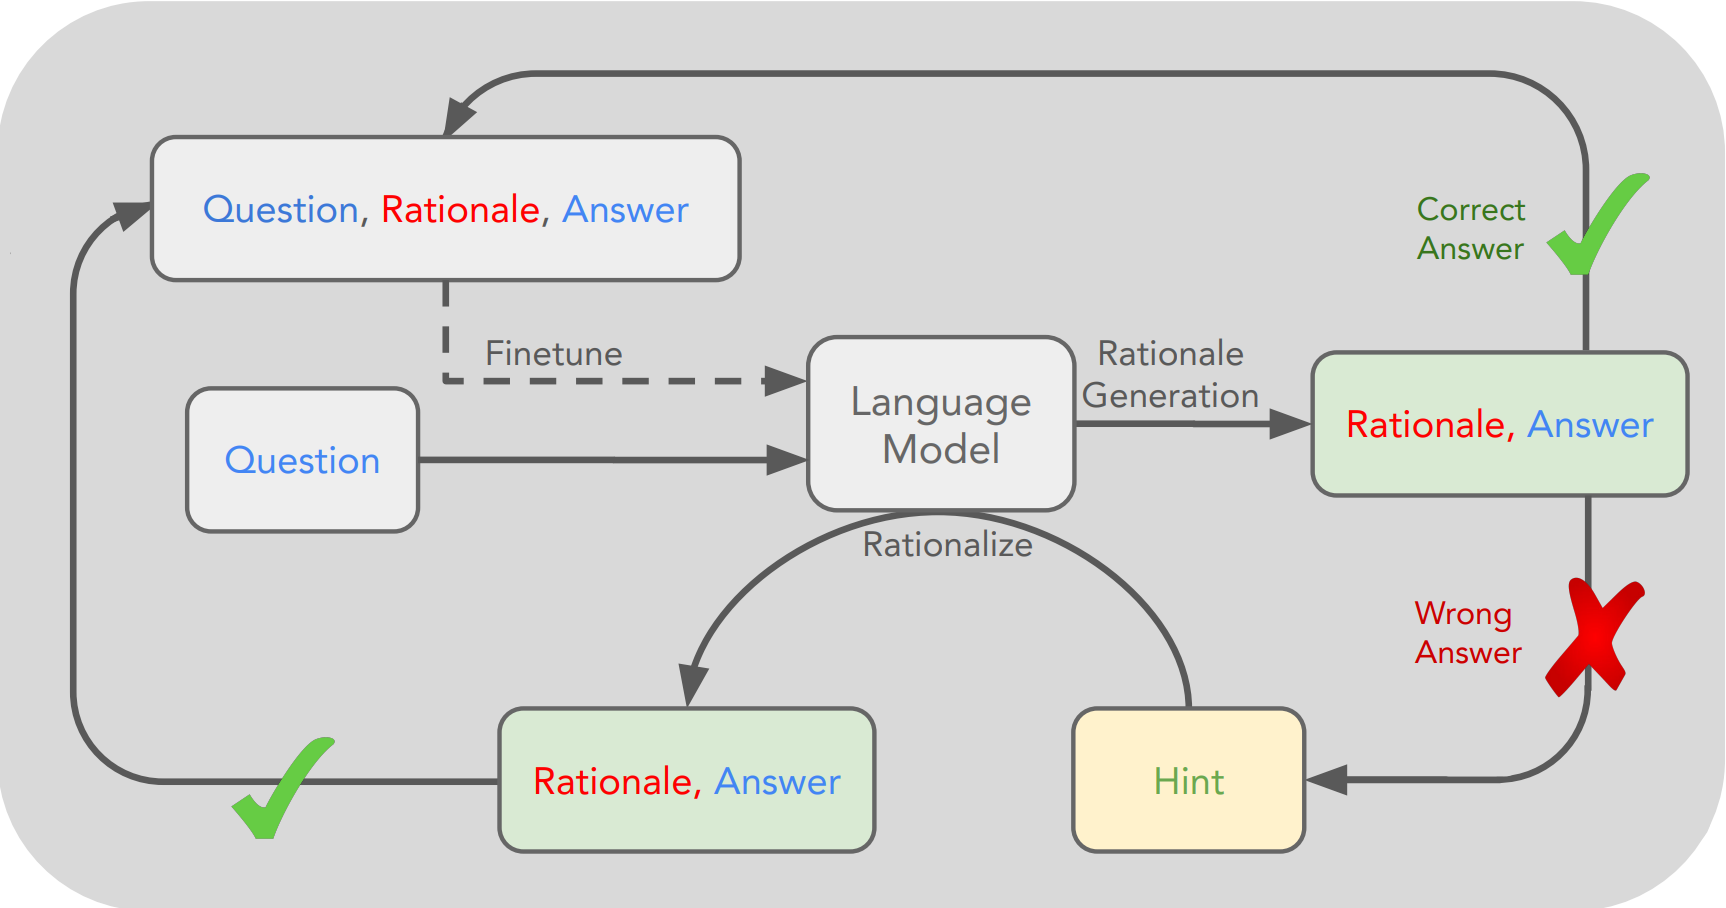 Question, Rationale, Answer
Correct
Answer
Finetune
Rationale
Generation
Language
Model
Rationale, Answer
Question
Rationalize
Wrong
Answer
Rationale, Answer
Hint